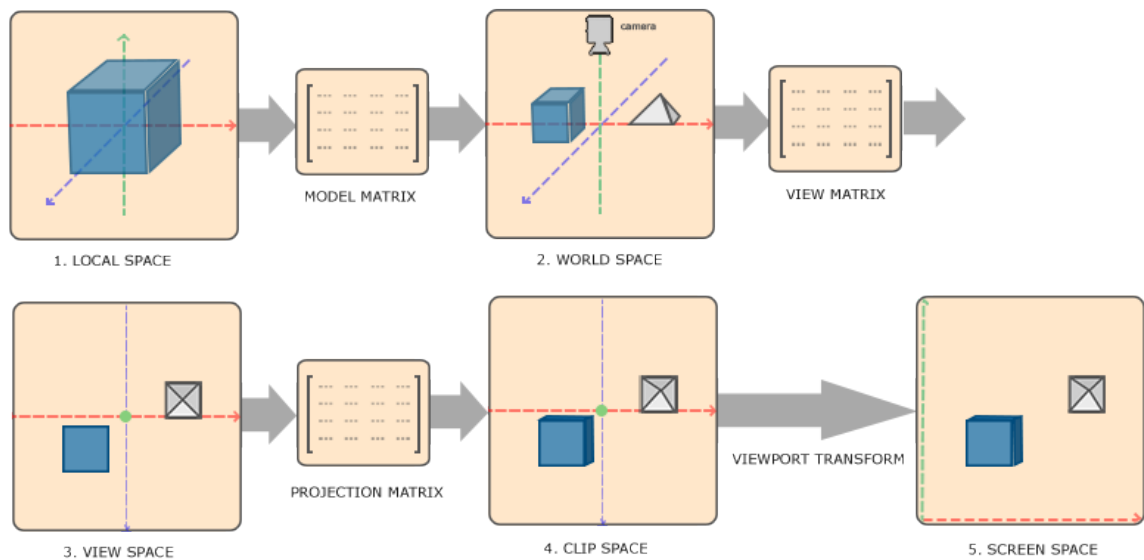 camera
MODEL MATRIX
VIEW MATRIX
1. LOCAL SPACE
2. WORLD SPACE
PROJECTION MATRIX
VIEWPORT TRANSFORM
3. VIEW SPACE
4. CLIP SPACE
5. SCREEN SPACE